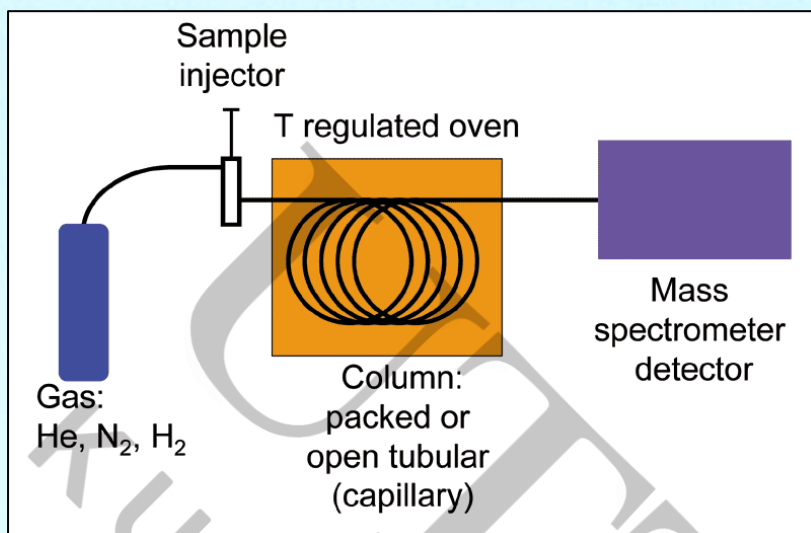 Sample
injector
T regulated oven
Mass
spectrometer
detector
Gas:
He, N₂, H₂
Column:
packed or
open tubular
(capillary)